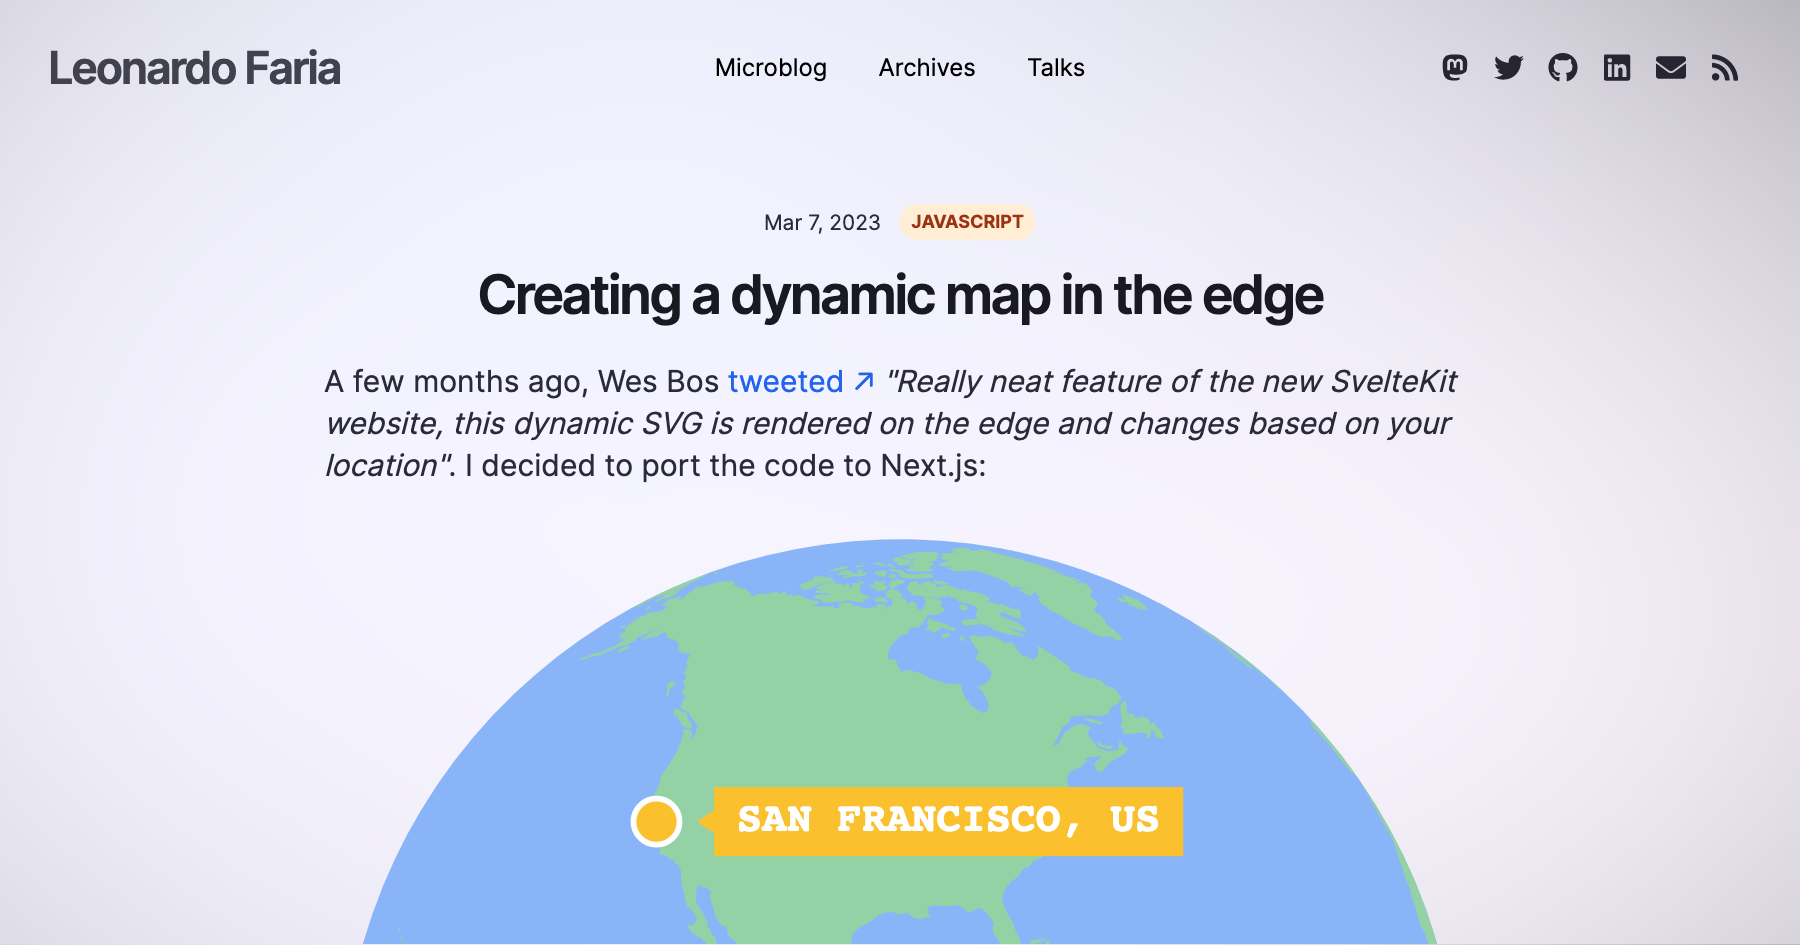 Leonardo Faria
Microblog
Archives
Talks
Mar 7, 2023
JAVASCRIPT
Creating a dynamic map in the edge
A few months ago, Wes Bos tweeted ↗ "Really neat feature of the new SvelteKit
website, this dynamic SVG is rendered on the edge and changes based on your
location". I decided to port the code to Next.js:
SAN FRANCISCO, US